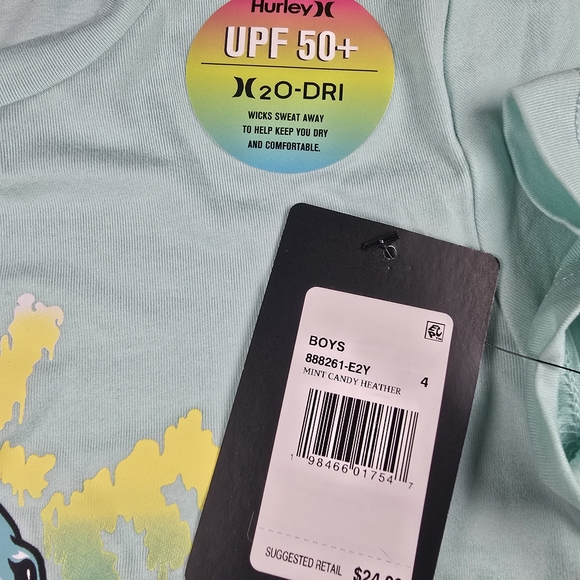 Hurley
UPF 50+
2O-DRI
WICKS SWEAT AWAY
TO HELP KEEP YOU DRY
AND COMFORTABLE.
BOYS
888261-E2Y 4
MINT CANDY HEATHER
1 98466 01754 7
SUGGESTED RETAIL